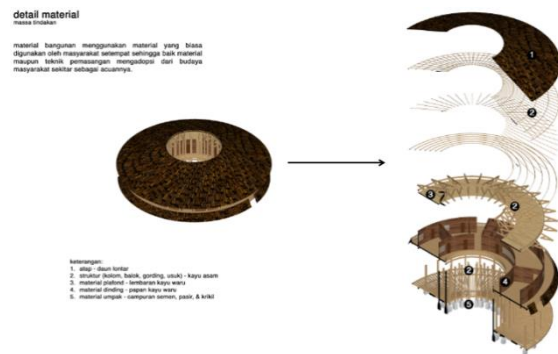 detail material
massa tindakan
material bangunan menggunakan material yang biasa
digunakan oleh masyarakat setempat sehingga baik material
maupun teknik pemasangan mengadopsi dari budaya
masyarakat sekitar sebagai acuannya.
keterangan:
1. atap - daun lontar
2. struktur (kolom, balok, gording, usuk) - kayu asam
3. material plafond - lembaran kayu waru
4. material dinding - papan kayu waru
5. material umpak - campuran semen, pasir, & krikil
1
2
3
2
2
4
5